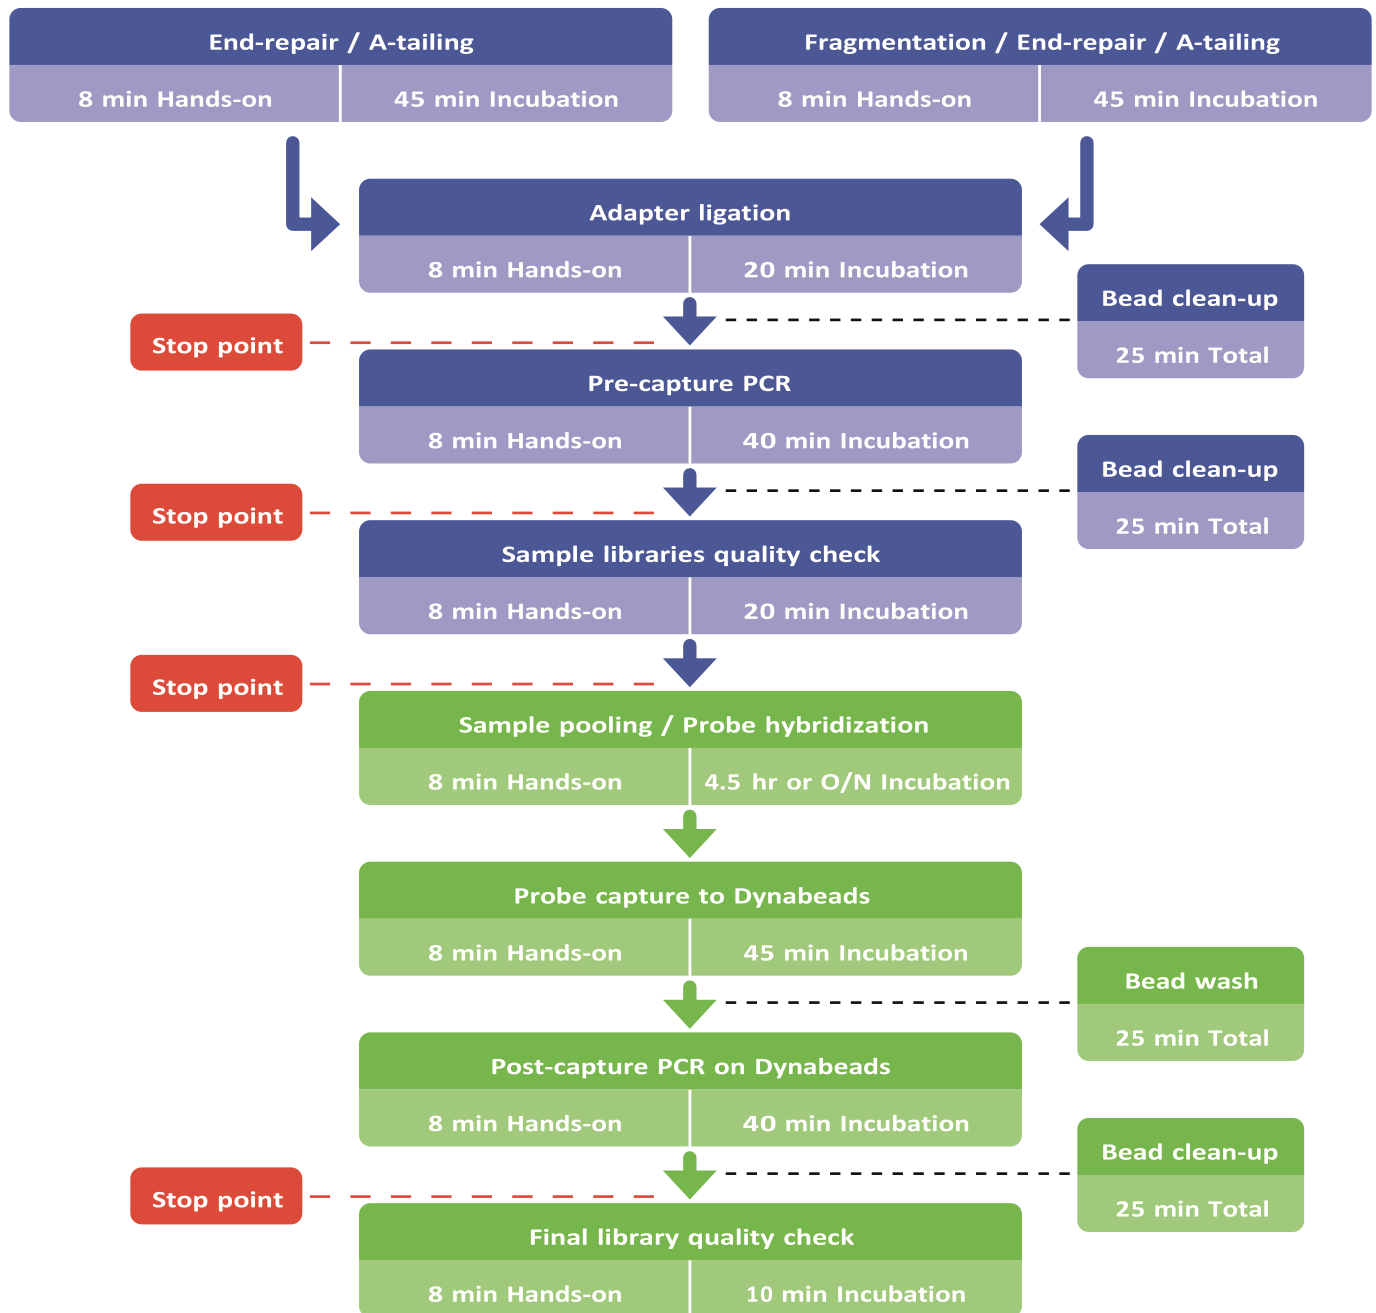 End-repair / A-tailing
8 min Hands-on
45 min Incubation
Fragmentation / End-repair / A-tailing
8 min Hands-on
45 min Incubation
Adapter ligation
8 min Hands-on
20 min Incubation
Bead clean-up
25 min Total
Stop point
Pre-capture PCR
8 min Hands-on
40 min Incubation
Bead clean-up
25 min Total
Stop point
Sample libraries quality check
8 min Hands-on
20 min Incubation
Stop point
Sample pooling / Probe hybridization
8 min Hands-on
4.5 hr or O/N Incubation
Probe capture to Dynabeads
8 min Hands-on
45 min Incubation
Bead wash
25 min Total
Post-capture PCR on Dynabeads
8 min Hands-on
40 min Incubation
Bead clean-up
25 min Total
Stop point
Final library quality check
8 min Hands-on
10 min Incubation